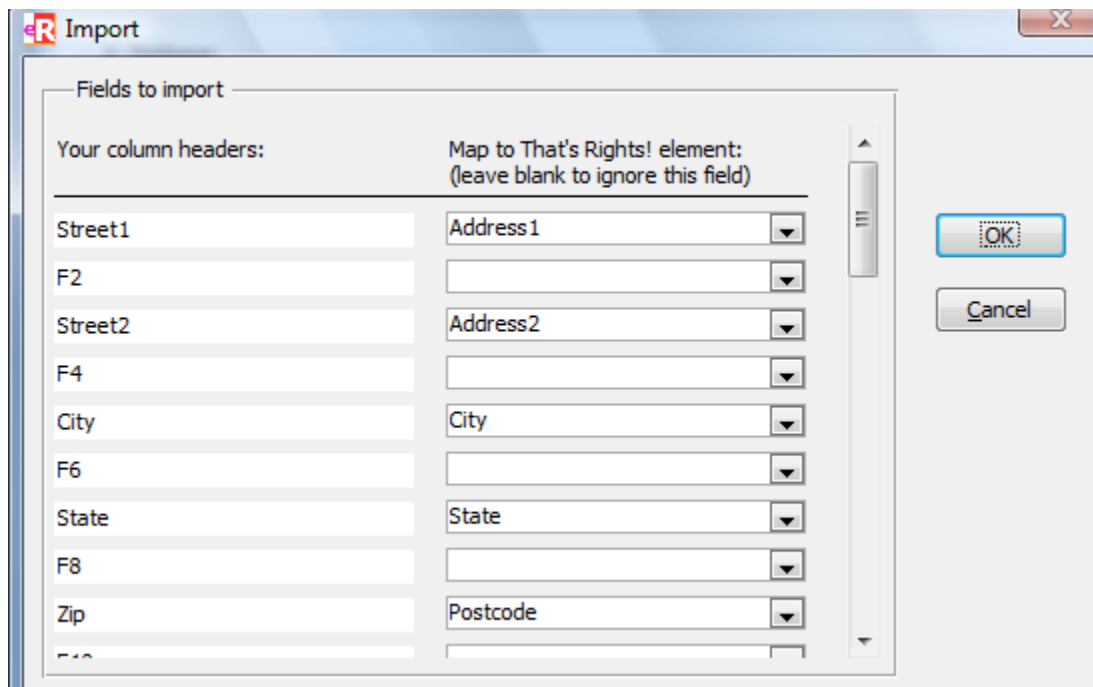 eR Import
Fields to import
Your column headers:
Map to That's Rights! element:
(leave blank to ignore this field)
Street1 Address1
F2
Street2 Address2
F4
City City
F6
State State
F8
Zip Postcode
OK
Cancel